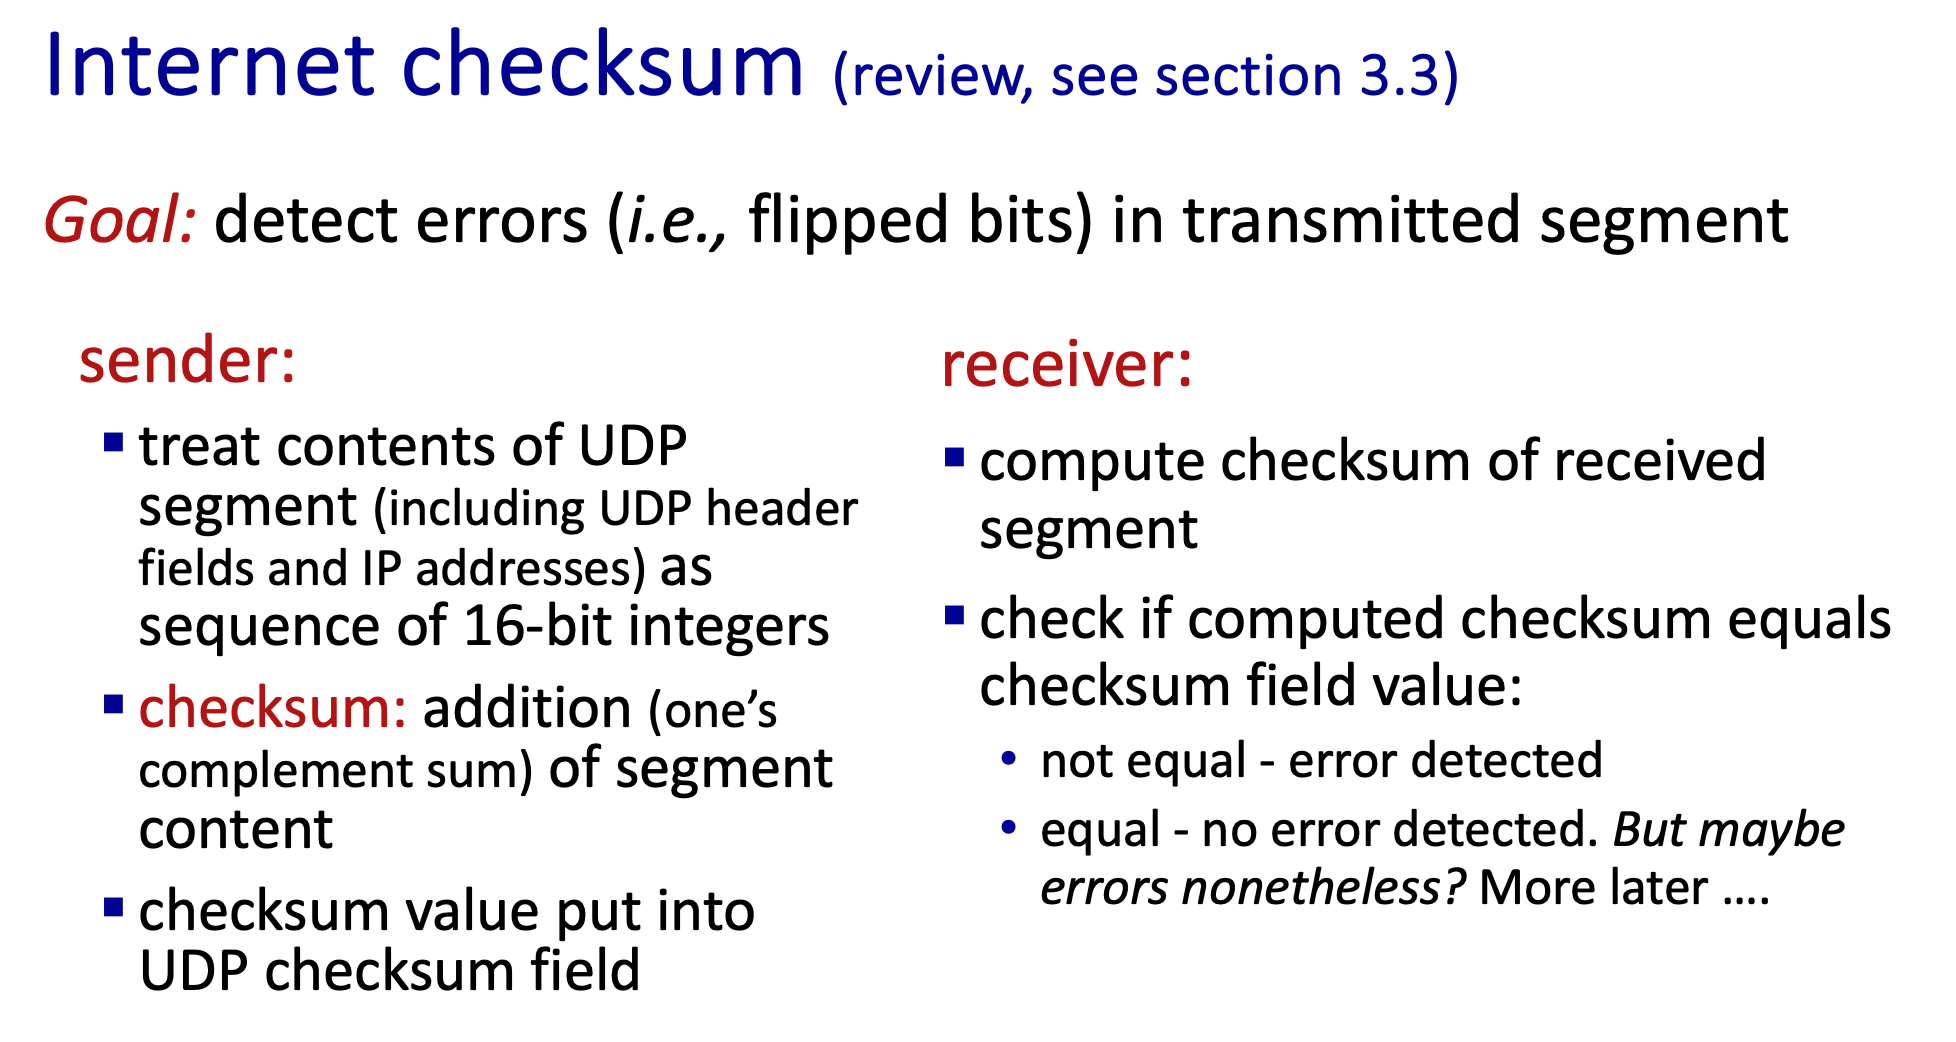 Internet checksum (review, see section 3.3)
Goal: detect errors (i.e., flipped bits) in transmitted segment
sender:
▪ treat contents of UDP
segment (including UDP header
fields and IP addresses) as
sequence of 16-bit integers
▪ checksum: addition (one’s
complement sum) of segment
content
▪ checksum value put into
UDP checksum field
receiver:
▪ compute checksum of received
segment
▪ check if computed checksum equals
checksum field value:
• not equal - error detected
• equal - no error detected. But maybe
errors nonetheless? More later ....